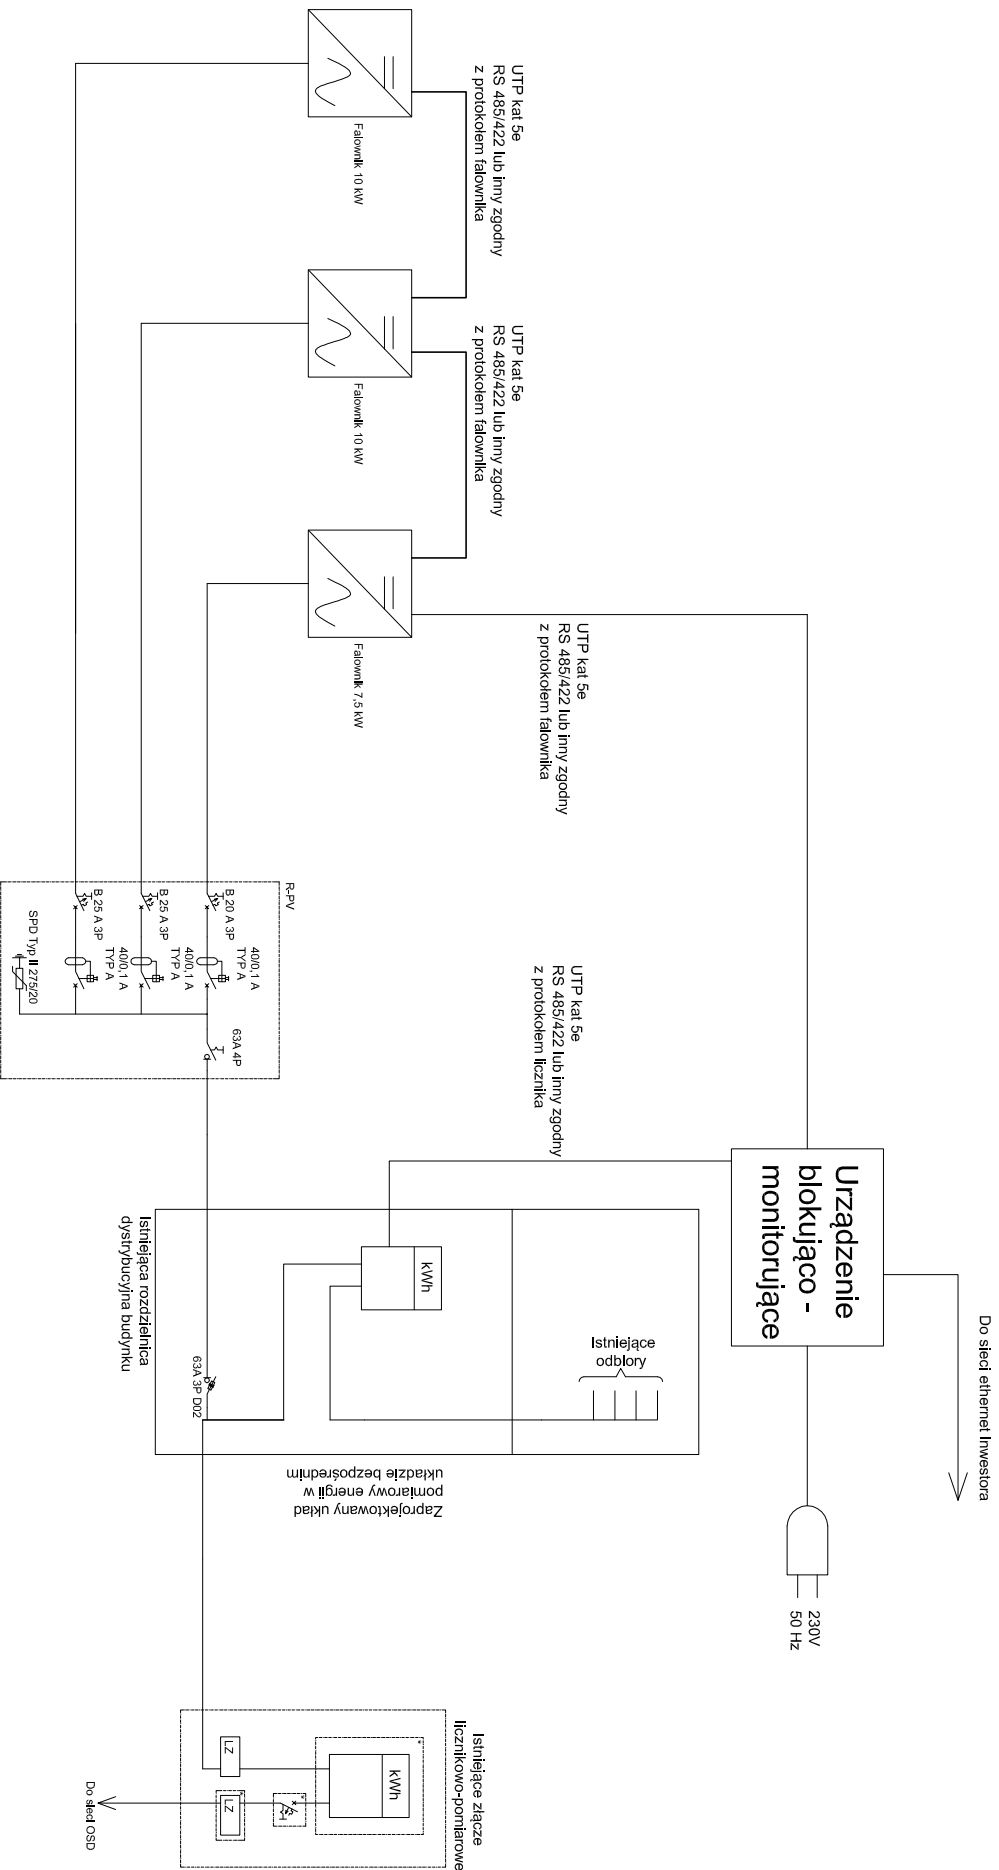 UTP kat 5e
RS 485/422 lub inny zgodny
z protokołem falownika
Falownik 10 kW
UTP kat 5e
RS 485/422 lub inny zgodny
z protokołem falownika
Falownik 10 kW
UTP kat 5e
RS 485/422 lub inny zgodny
z protokołem falownika
Falownik 7,5 kW
R-PV
B 20 A 3P
40/0,1 A
TYP A
B 25 A 3P
40/0,1 A
TYP A
B 25 A 3P
40/0,1 A
TYP A
SPD Typ II 275/20
63A 4P
UTP kat 5e
RS 485/422 lub inny zgodny
z protokołem licznika
Urządzenie
blokująco -
monitorujące
Do sieci ethernet Inwestora
230V
50 Hz
Istniejąca rozdzielnica
dystrybucyjna budynku
kWh
Istniejące
odbiory
63A 3P D02
Zaprojektowany układ
pomiarowy energii w
układzie bezpośrednim
Istniejące złącze
licznikowo-pomiarowe
kWh
*
*
LZ
*
LZ
Do sieci OSD